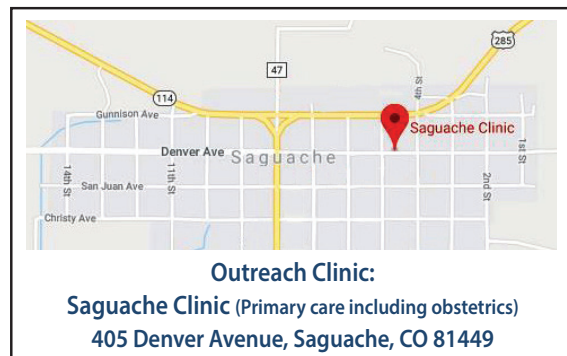 285
47
4th St
114
Gunnison Ave
Saguache Clinic
Denver Ave
Saguache
14th St
11th St
1st St
San Juan Ave
2nd St
Christy Ave
Outreach Clinic:
Saguache Clinic (Primary care including obstetrics)
405 Denver Avenue, Saguache, CO 81449